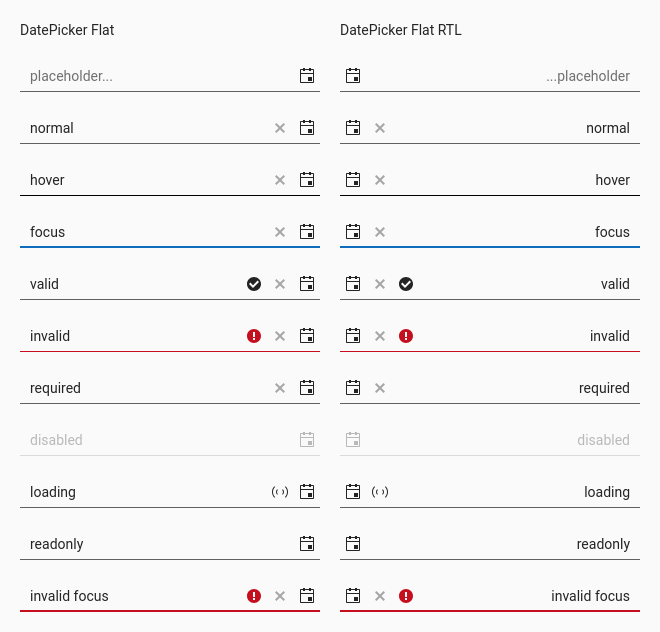 DatePicker Flat
placeholder...
normal
hover
focus
valid
invalid
required
disabled
loading
readonly
invalid focus
DatePicker Flat RTL
...placeholder
normal
hover
focus
valid
invalid
required
disabled
loading
readonly
invalid focus